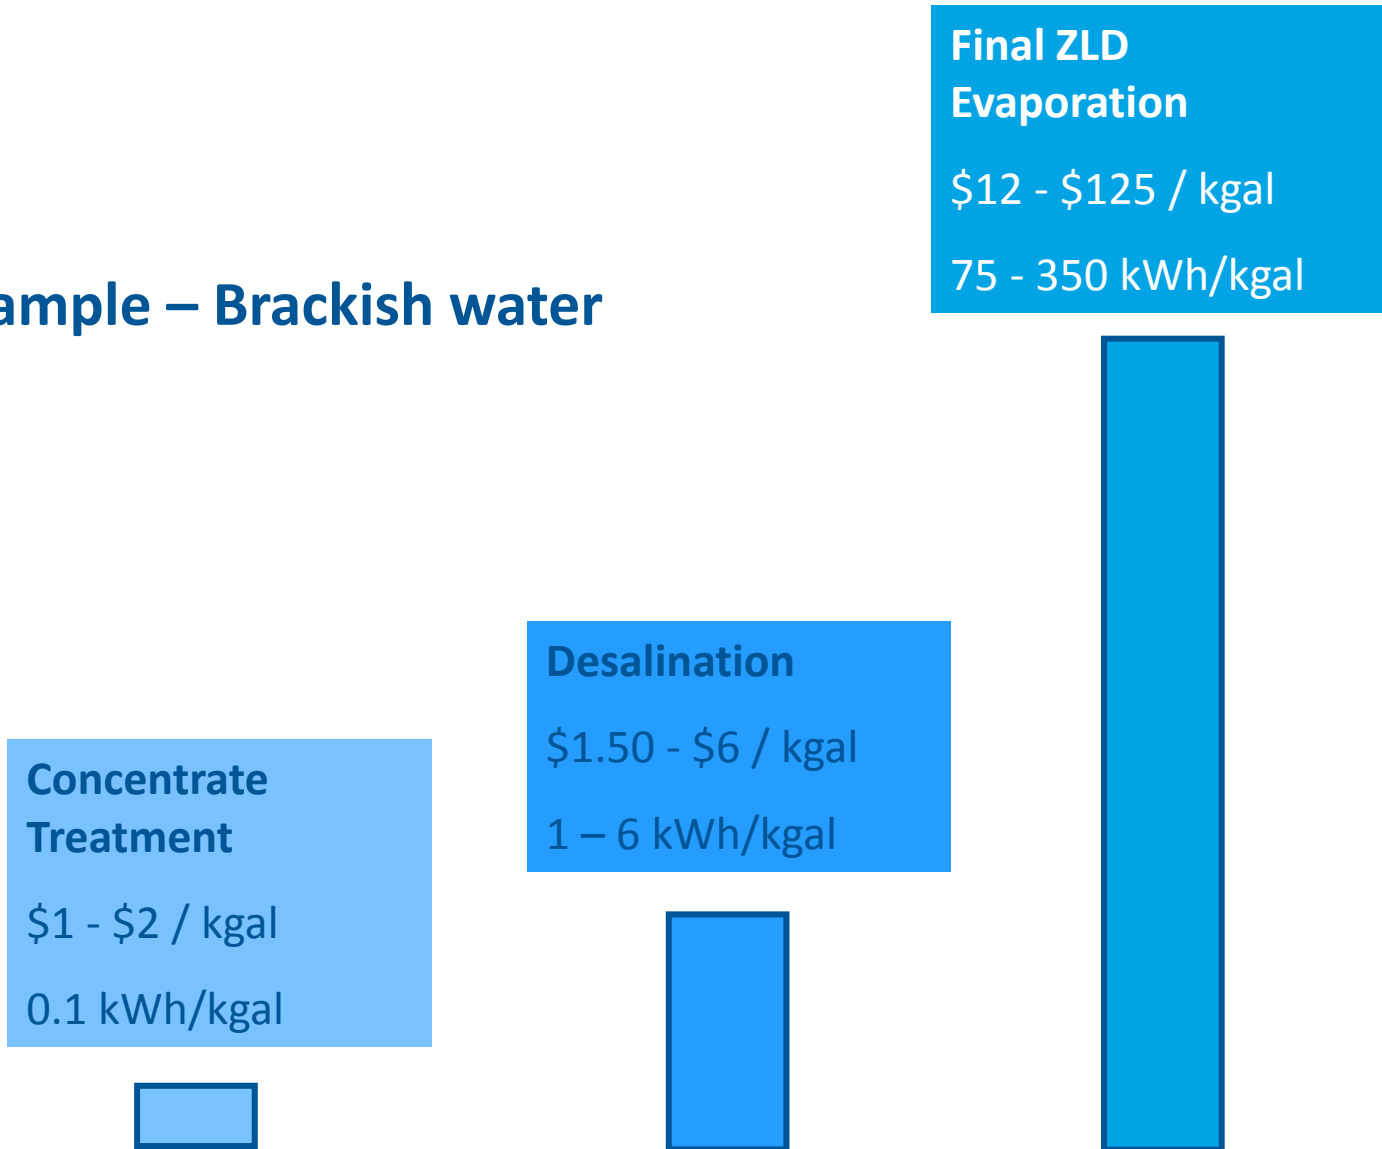 Final ZLD
Evaporation
$12 - $125 / kgal
75 - 350 kWh/kgal
ample – Brackish water
Desalination
$1.50 - $6 / kgal
1 – 6 kWh/kgal
Concentrate
Treatment
$1 - $2 / kgal
0.1 kWh/kgal